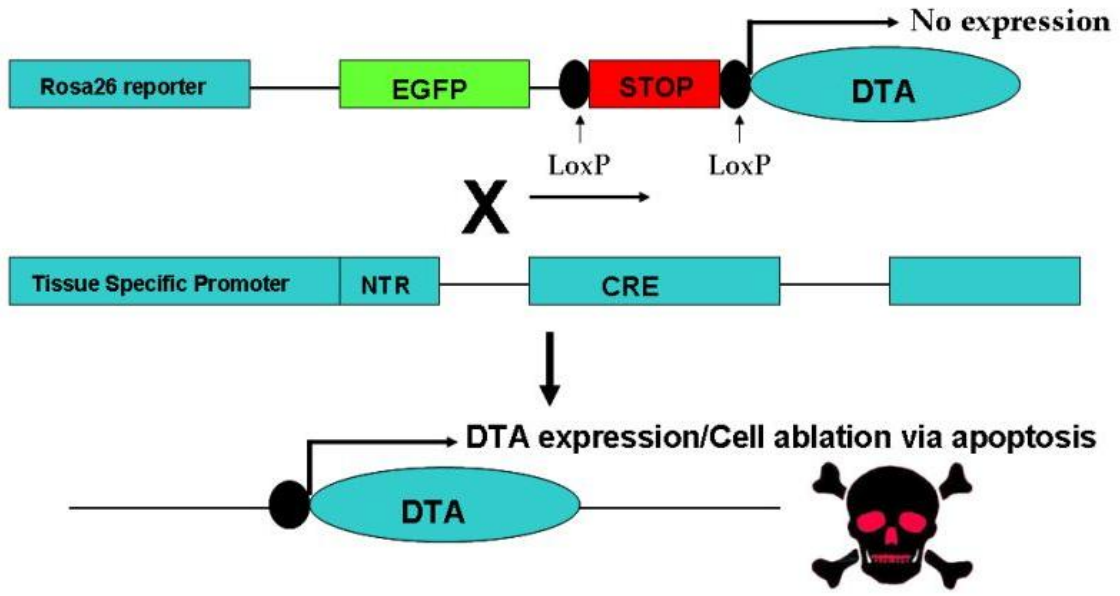 No expression
Rosa26 reporter
EGFP
STOP
DTA
LoxP
LoxP
X
Tissue Specific Promoter
NTR
CRE
DTA expression/Cell ablation via apoptosis
DTA